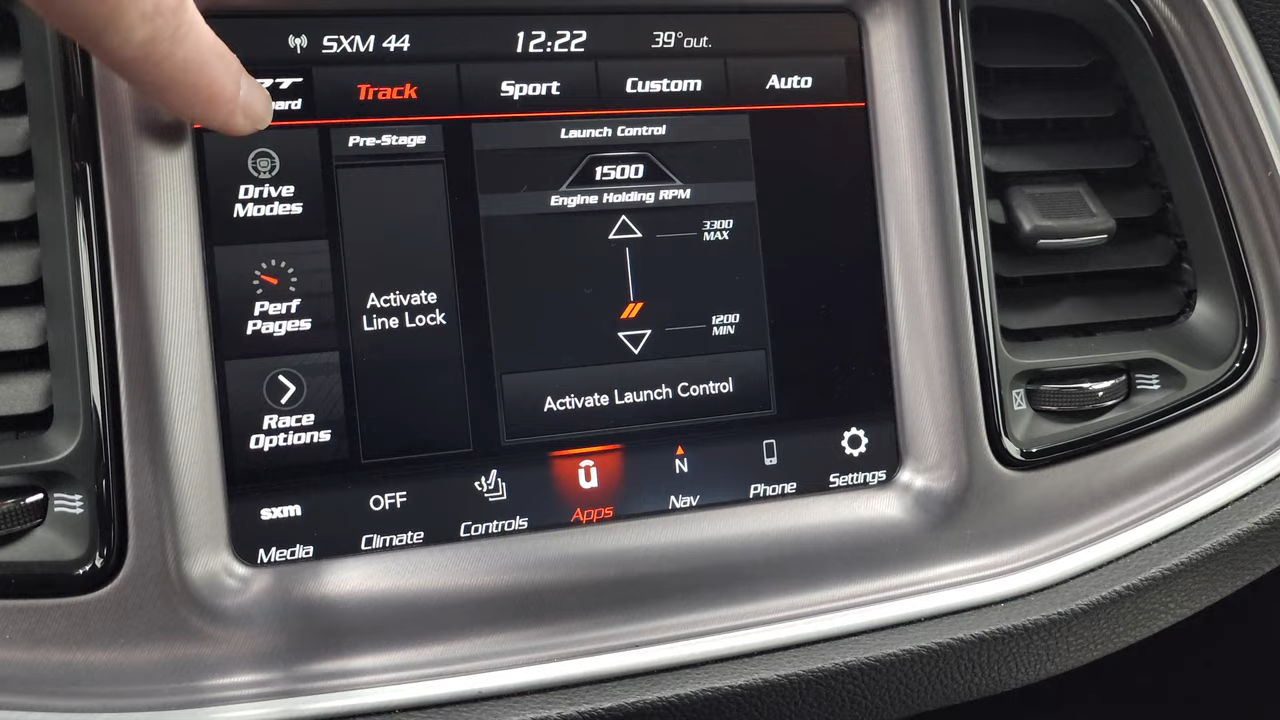 SXM 44
12:22
39° out.
Track
Sport
Custom
Auto
Pre-Stage
Launch Control
1500
Engine Holding RPM
Drive
Modes
3300
MAX
Perf
Pages
Activate
Line Lock
1200
MIN
Activate Launch Control
Race
Options
sxm
Media
OFF
Climate
Controls
û
Apps
N
Nav
Phone
Settings